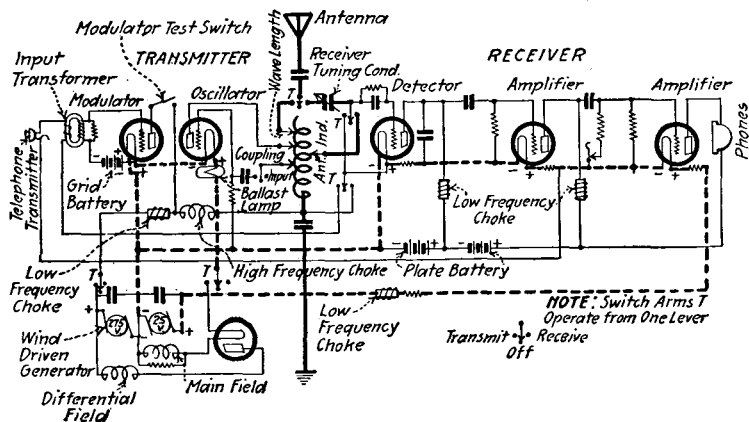 Antenna
Modulator Test Switch
TRANSMITTER
Wave Length
Receiver
Tuning Cond.
RECEIVER
Input
Transformer
Modulator
Oscillator
T
T
Detector
Amplifier
Amplifier
Phones
Telephone
Transmitter
Grid
Battery
Coupling
Input
Ant. Ind.
T
Ballast
Lamp
Low Frequency
Choke
Low
Frequency
Choke
T
High Frequency Choke
T
T
Plate Battery
Low
Frequency
Choke
NOTE: Switch Arms T
Operate from One Lever
Transmit
Receive
Off
275
25
V
Wind
Driven
Generator
Main Field
Differential
Field